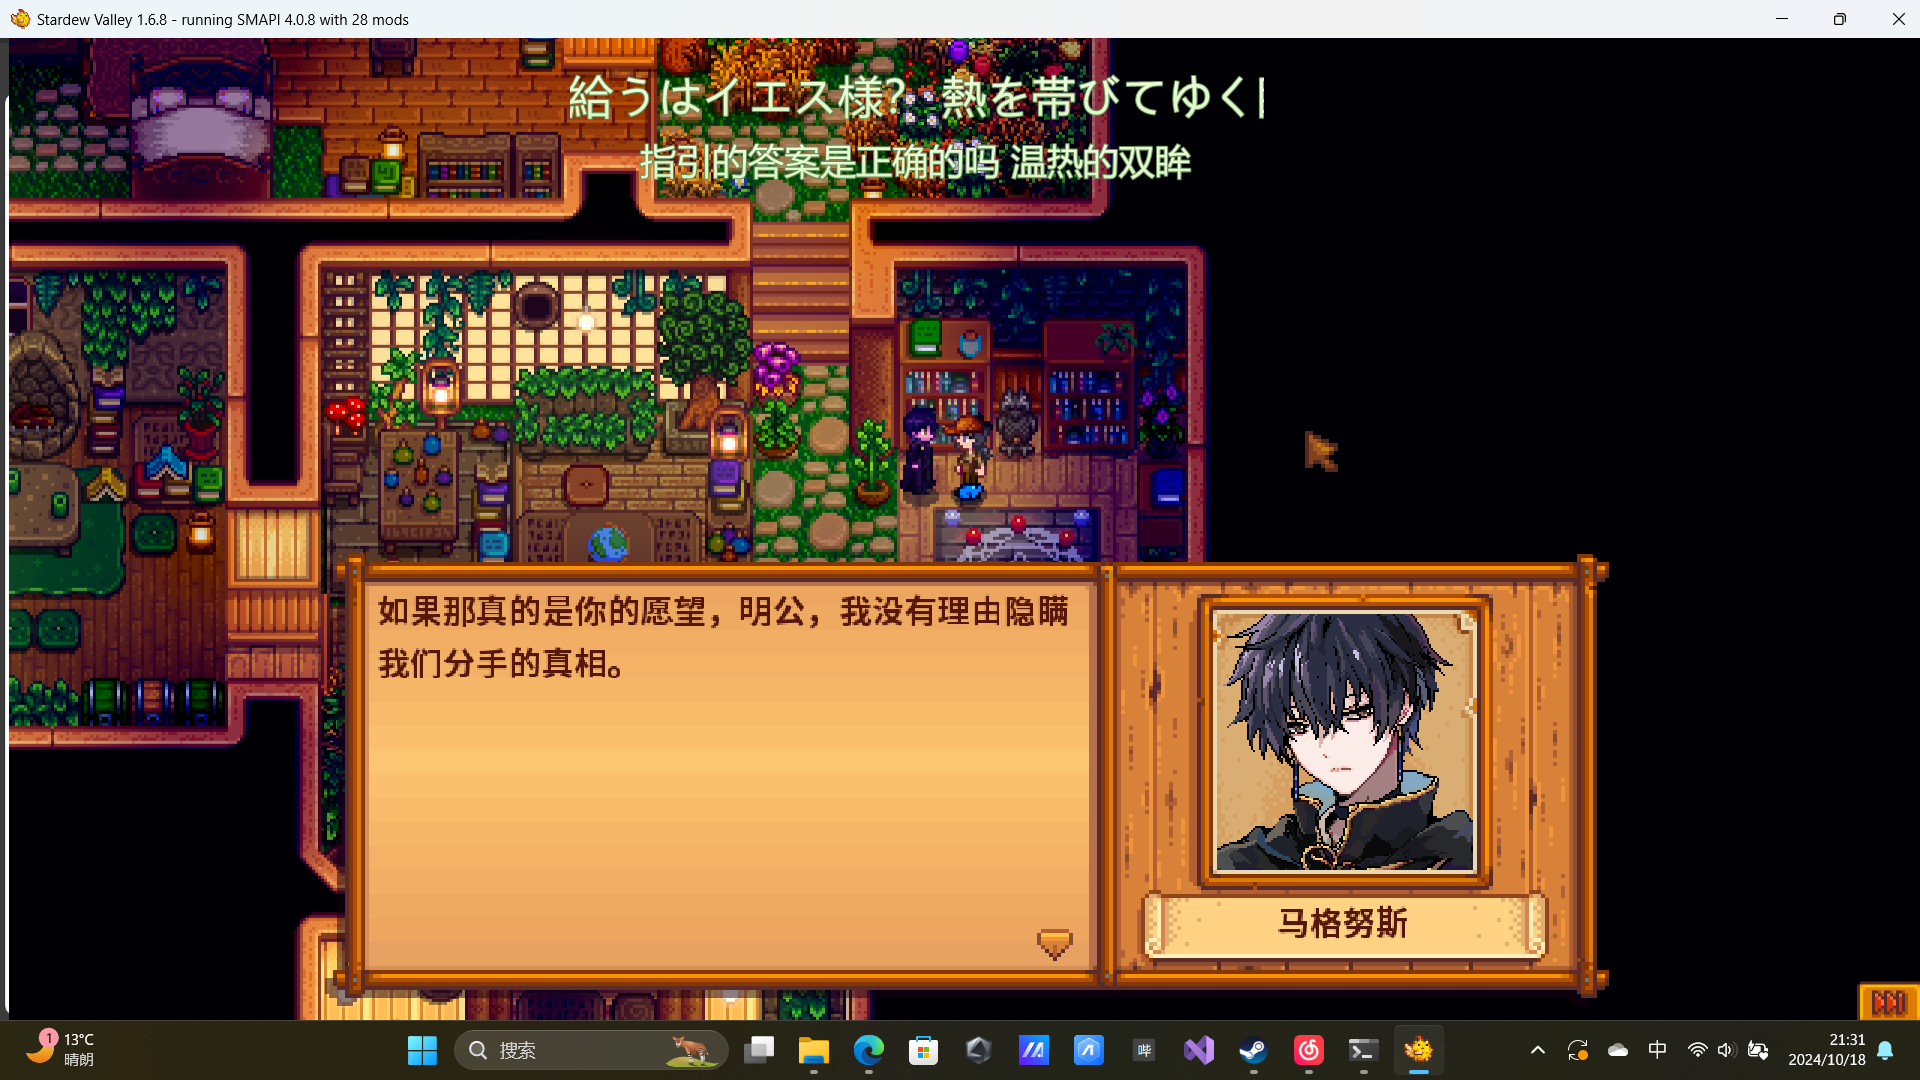 Stardew Valley 1.6.8 - running SMAPI 4.0.8 with 28 mods
給うはイエス様？ 熱を帯びてゆく
指引的答案是正确的吗 温热的双眸
如果那真的是你的愿望，明公，我没有理由隐瞒
我们分手的真相。
马格努斯
1
13°C
晴朗
搜索
哔
中
21:31
2024/10/18